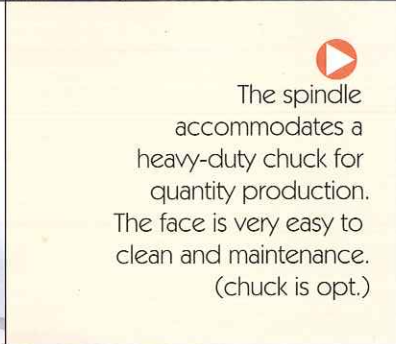 The spindle
accommodates a
heavy-duty chuck for
quantity production.
The face is very easy to
clean and maintenance.
(chuck is opt.)